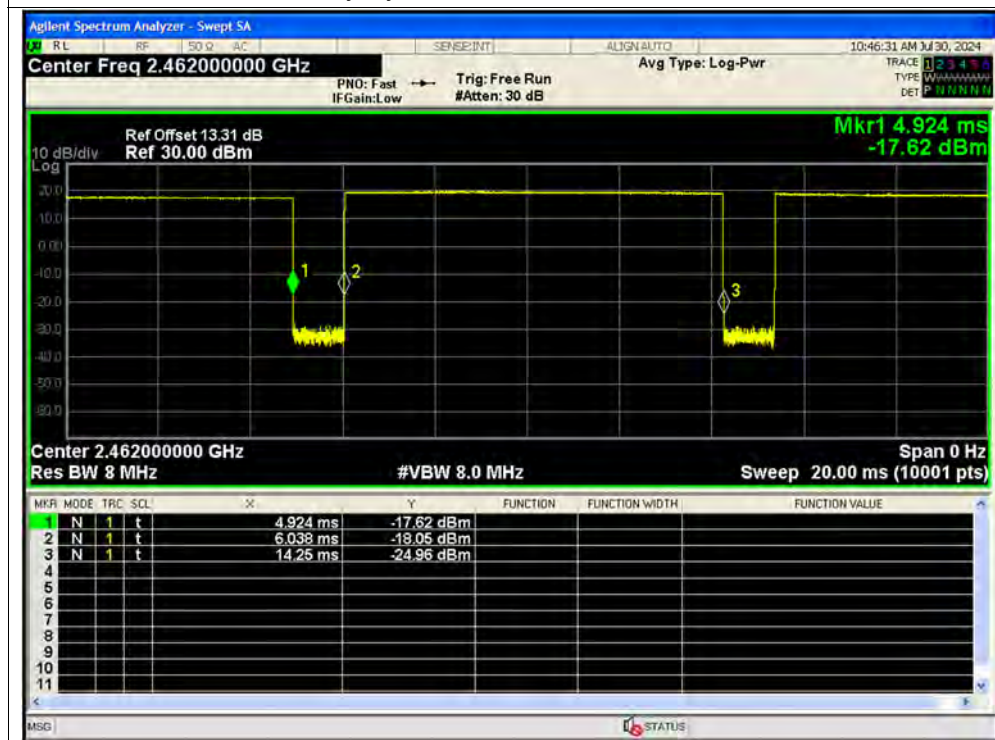 Agilent Spectrum Analyzer - Swept SA
RL RF 50 Ω AC SENSE:INT ALIGN AUTO 10:46:31 AM Jul 30, 2024
Center Freq 2.462000000 GHz Avg Type: Log-Pwr TRACE 1 2 3 4 5 6
PNO: Fast Trig: Free Run TYPE WWWWWW
IFGain:Low #Atten: 30 dB DET P N N N N N
Mkr1 4.924 ms
Ref Offset 13.31 dB
10 dB/div Ref 30.00 dBm -17.62 dBm
Log
20.0
10.0
0.00
-10.0
1 2
-20.0
3
-30.0
-40.0
-50.0
-60.0
Center 2.462000000 GHz Span 0 Hz
Res BW 8 MHz #VBW 8.0 MHz Sweep 20.00 ms (10001 pts)
MKR MODE TRC SCL X Y FUNCTION FUNCTION WIDTH FUNCTION VALUE
1 N 1 t 4.924 ms -17.62 dBm
2 N 1 t 6.038 ms -18.05 dBm
3 N 1 t 14.25 ms -24.96 dBm
4
5
6
7
8
9
10
11
MSG STATUS